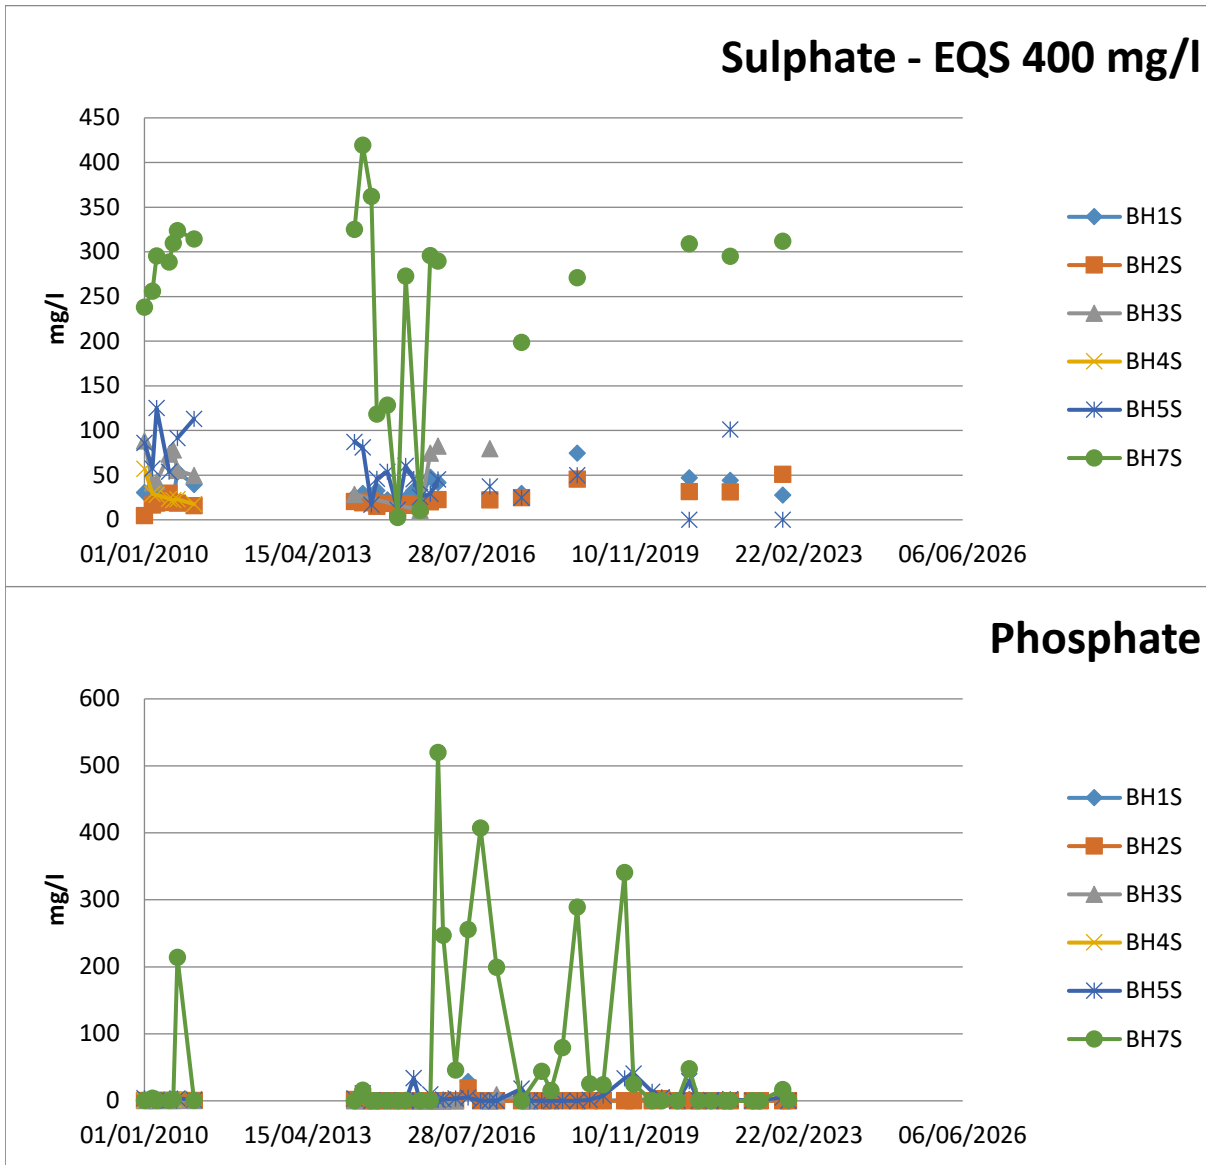 Sulphate - EQS 400 mg/l
450
400
350
300
250
200
150
100
50
0
mg/l
01/01/2010 15/04/2013 28/07/2016 10/11/2019 22/02/2023 06/06/2026
BH1S
BH2S
BH3S
BH4S
BH5S
BH7S
Phosphate
600
500
400
300
200
100
0
mg/l
01/01/2010 15/04/2013 28/07/2016 10/11/2019 22/02/2023 06/06/2026
BH1S
BH2S
BH3S
BH4S
BH5S
BH7S